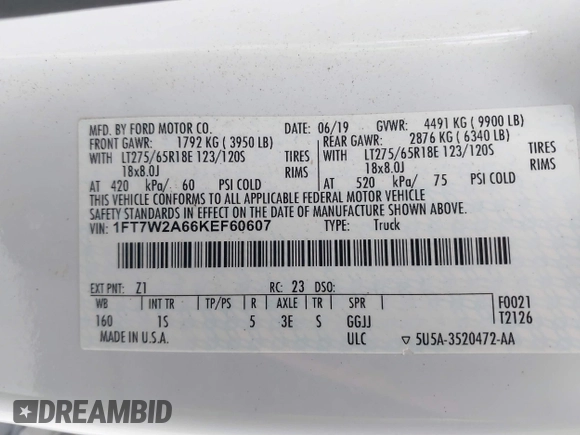 MFD. BY FORD MOTOR CO. DATE: 06/19 GVWR: 4491 KG ( 9900 LB)
FRONT GAWR: 1792 KG ( 3950 LB) REAR GAWR: 2876 KG ( 6340 LB)
WITH LT275/65R18E 123/120S TIRES WITH LT275/65R18E 123/120S TIRES
18x8.0J RIMS 18x8.0J RIMS
AT 420 kPa/ 60 PSI COLD AT 520 kPa/ 75 PSI COLD
THIS VEHICLE CONFORMS TO ALL APPLICABLE FEDERAL MOTOR VEHICLE
SAFETY STANDARDS IN EFFECT ON THE DATE OF MANUFACTURE SHOWN ABOVE.
VIN: 1FT7W2A66KEF60607 TYPE: Truck
EXT PNT: Z1 RC: 23 DSO:
WB INT TR TP/PS R AXLE TR SPR F0021
160 1S 5 3E S GGJJ T2126
MADE IN U.S.A. ULC ▽ 5U5A-3520472-AA
DREAMBID